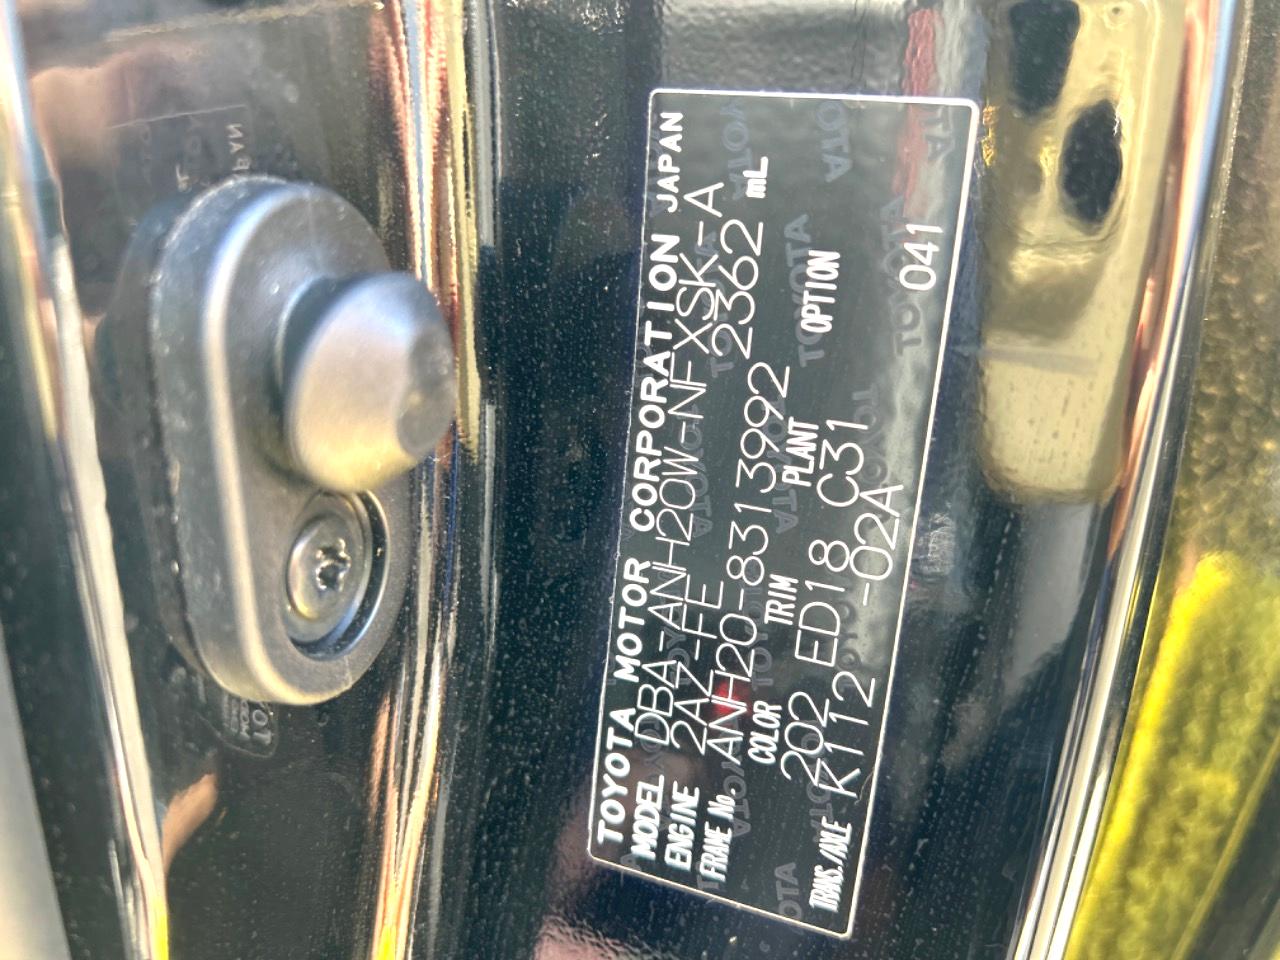 TOYOTA MOTOR CORPORATION JAPAN
MODEL DBA-ANH20W-NFXSK-A
ENGINE 2AZ-FE 2362 mL
FRAME No. ANH20-8313992
COLOR TRIM PLANT OPTION
202 ED18 C31 041
TRANS./AXLE K112 -02A